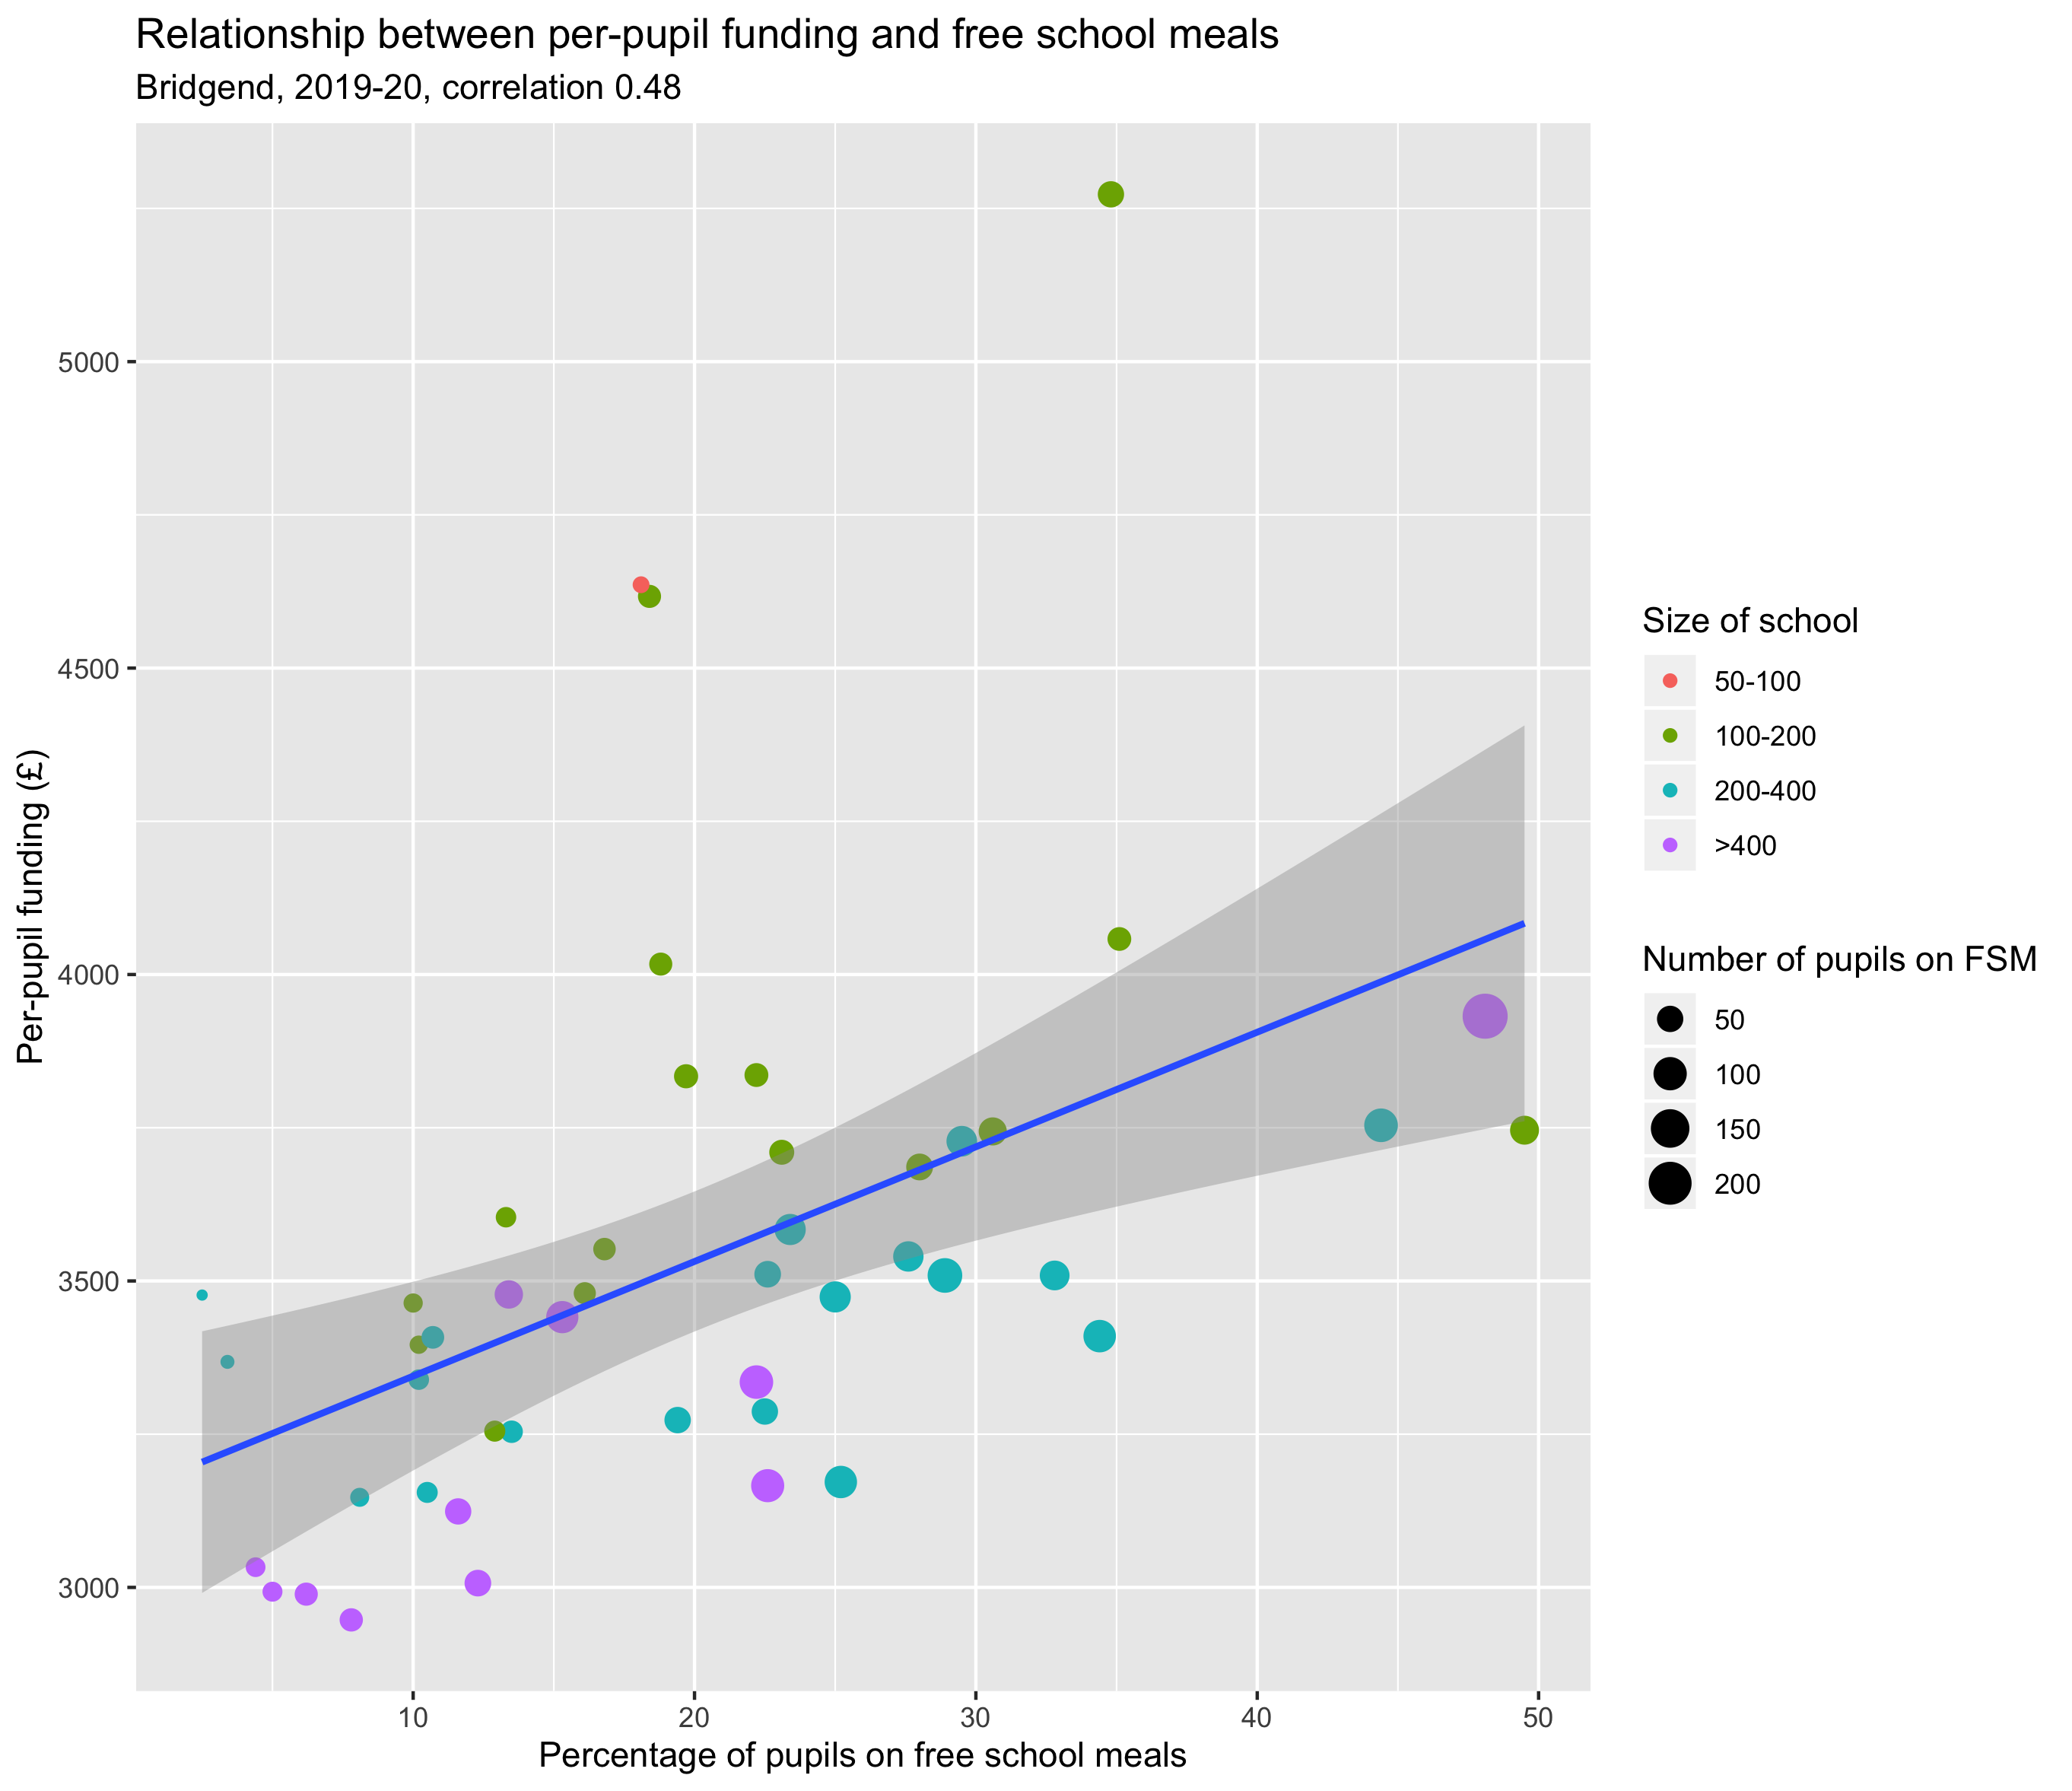 Relationship between per-pupil funding and free school meals
Bridgend, 2019-20, correlation 0.48
Per-pupil funding (£)
5000
4500
4000
3500
3000
10 20 30 40 50
Percentage of pupils on free school meals
Size of school
50-100
100-200
200-400
>400
Number of pupils on FSM
50
100
150
200